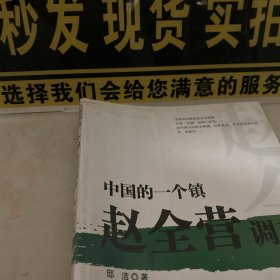 秒发现货实拍
选择我们会给您满意的服务
中国的一个镇
赵全营调
邸洁著